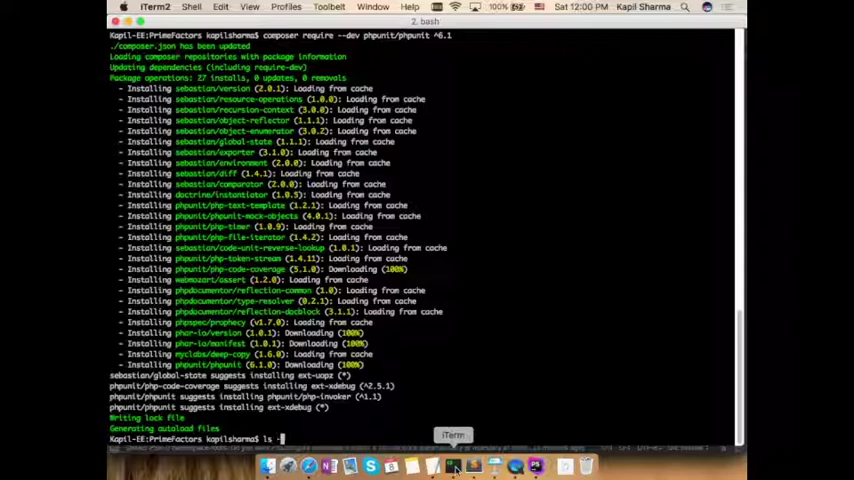 iTerm2 Shell Edit View Profiles Toolbelt Window Help 100% Sat 12:00 PM Kapil Sharma
2. bash
Kapil-EE:PrimeFactors kapilsharma$ composer require --dev phpunit/phpunit ^6.1
./composer.json has been updated
Loading composer repositories with package information
Updating dependencies (including require-dev)
Package operations: 27 installs, 0 updates, 0 removals
- Installing sebastian/version (2.0.1): Loading from cache
- Installing sebastian/resource-operations (1.0.0): Loading from cache
- Installing sebastian/recursion-context (3.0.0): Loading from cache
- Installing sebastian/object-reflector (1.1.1): Loading from cache
- Installing sebastian/object-enumerator (3.0.2): Loading from cache
- Installing sebastian/global-state (1.1.1): Loading from cache
- Installing sebastian/exporter (3.1.0): Loading from cache
- Installing sebastian/environment (2.0.0): Loading from cache
- Installing sebastian/diff (1.4.1): Loading from cache
- Installing sebastian/comparator (2.0.0): Loading from cache
- Installing doctrine/instantiator (1.0.5): Loading from cache
- Installing phpunit/php-text-template (1.2.1): Loading from cache
- Installing phpunit/phpunit-mock-objects (4.0.1): Loading from cache
- Installing phpunit/php-timer (1.0.9): Loading from cache
- Installing phpunit/php-file-iterator (1.4.2): Loading from cache
- Installing sebastian/code-unit-reverse-lookup (1.0.1): Loading from cache
- Installing phpunit/php-token-stream (1.4.11): Loading from cache
- Installing phpunit/php-code-coverage (5.1.0): Downloading (100%)
- Installing webmozart/assert (1.2.0): Loading from cache
- Installing phpdocumentor/reflection-common (1.0): Loading from cache
- Installing phpdocumentor/type-resolver (0.2.1): Loading from cache
- Installing phpdocumentor/reflection-docblock (3.1.1): Loading from cache
- Installing phpspec/prophecy (v1.7.0): Loading from cache
- Installing phar-io/version (1.0.1): Downloading (100%)
- Installing phar-io/manifest (1.0.1): Downloading (100%)
- Installing myclabs/deep-copy (1.6.0): Loading from cache
- Installing phpunit/phpunit (6.1.0): Downloading (100%)
sebastian/global-state suggests installing ext-uopz (*)
phpunit/php-code-coverage suggests installing ext-xdebug (^2.5.1)
phpunit/phpunit suggests installing phpunit/php-invoker (^1.1)
phpunit/phpunit suggests installing ext-xdebug (*)
Writing lock file
Generating autoload files
Kapil-EE:PrimeFactors kapilsharma$ ls -
iTerm